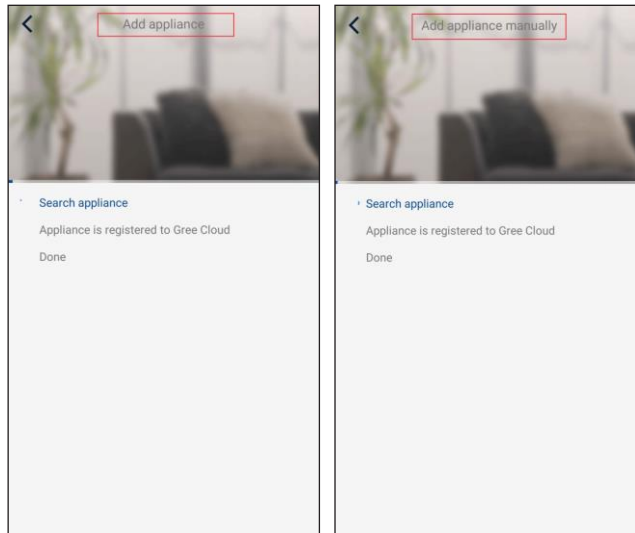 Add appliance
Search appliance
Appliance is registered to Gree Cloud
Done
Add appliance manually
Search appliance
Appliance is registered to Gree Cloud
Done